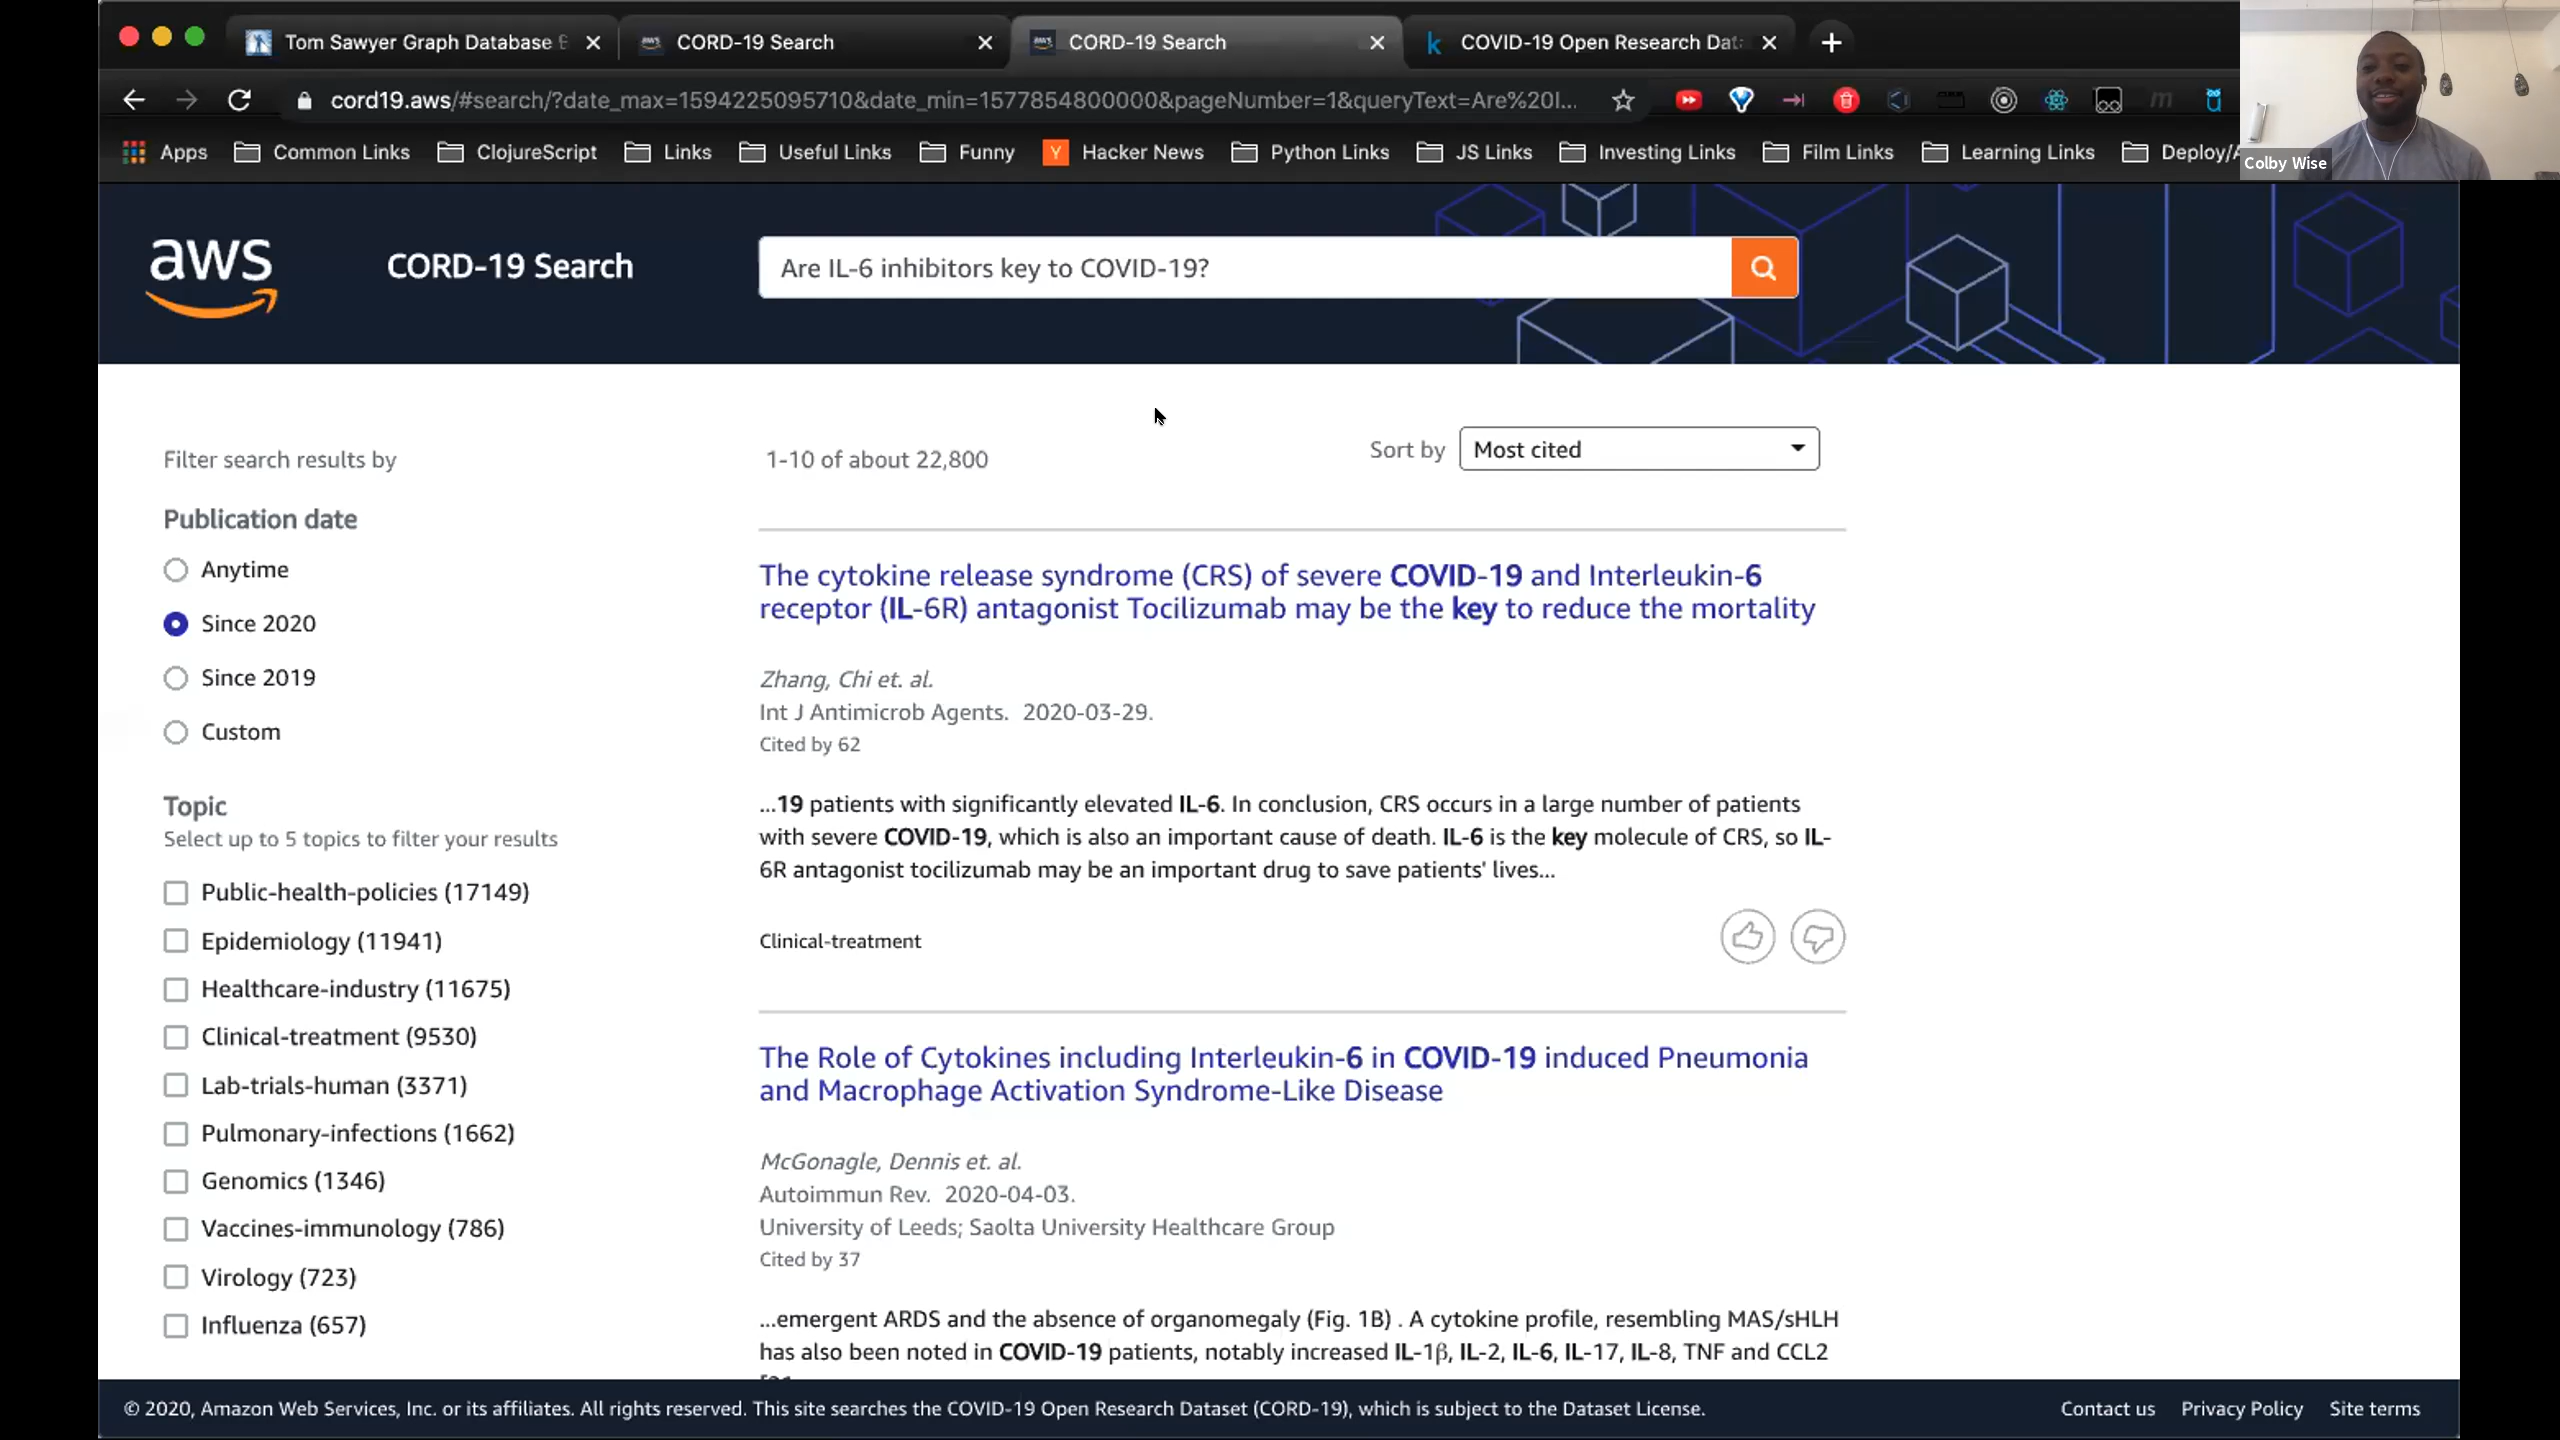 Tom Sawyer Graph Database
CORD-19 Search
CORD-19 Search
COVID-19 Open Research Dat
cord19.aws/#search/?date_max=1594225095710&date_min=1577854800000&pageNumber=1&queryText=Are%20I...
Apps
Common Links
ClojureScript
Links
Useful Links
Funny
Hacker News
Python Links
JS Links
Investing Links
Film Links
Learning Links
Deploy/
Colby Wise
aws
CORD-19 Search
Are IL-6 inhibitors key to COVID-19?
Filter search results by
Publication date
Anytime
Since 2020
Since 2019
Custom
Topic
Select up to 5 topics to filter your results
Public-health-policies (17149)
Epidemiology (11941)
Healthcare-industry (11675)
Clinical-treatment (9530)
Lab-trials-human (3371)
Pulmonary-infections (1662)
Genomics (1346)
Vaccines-immunology (786)
Virology (723)
Influenza (657)
1-10 of about 22,800
Sort by
Most cited
The cytokine release syndrome (CRS) of severe COVID-19 and Interleukin-6
receptor (IL-6R) antagonist Tocilizumab may be the key to reduce the mortality
Zhang, Chi et. al.
Int J Antimicrob Agents. 2020-03-29.
Cited by 62
...19 patients with significantly elevated IL-6. In conclusion, CRS occurs in a large number of patients
with severe COVID-19, which is also an important cause of death. IL-6 is the key molecule of CRS, so IL-
6R antagonist tocilizumab may be an important drug to save patients' lives...
Clinical-treatment
The Role of Cytokines including Interleukin-6 in COVID-19 induced Pneumonia
and Macrophage Activation Syndrome-Like Disease
McGonagle, Dennis et. al.
Autoimmun Rev. 2020-04-03.
University of Leeds; Saolta University Healthcare Group
Cited by 37
...emergent ARDS and the absence of organomegaly (Fig. 1B) . A cytokine profile, resembling MAS/sHLH
has also been noted in COVID-19 patients, notably increased IL-1β, IL-2, IL-6, IL-17, IL-8, TNF and CCL2
© 2020, Amazon Web Services, Inc. or its affiliates. All rights reserved. This site searches the COVID-19 Open Research Dataset (CORD-19), which is subject to the Dataset License.
Contact us
Privacy Policy
Site terms